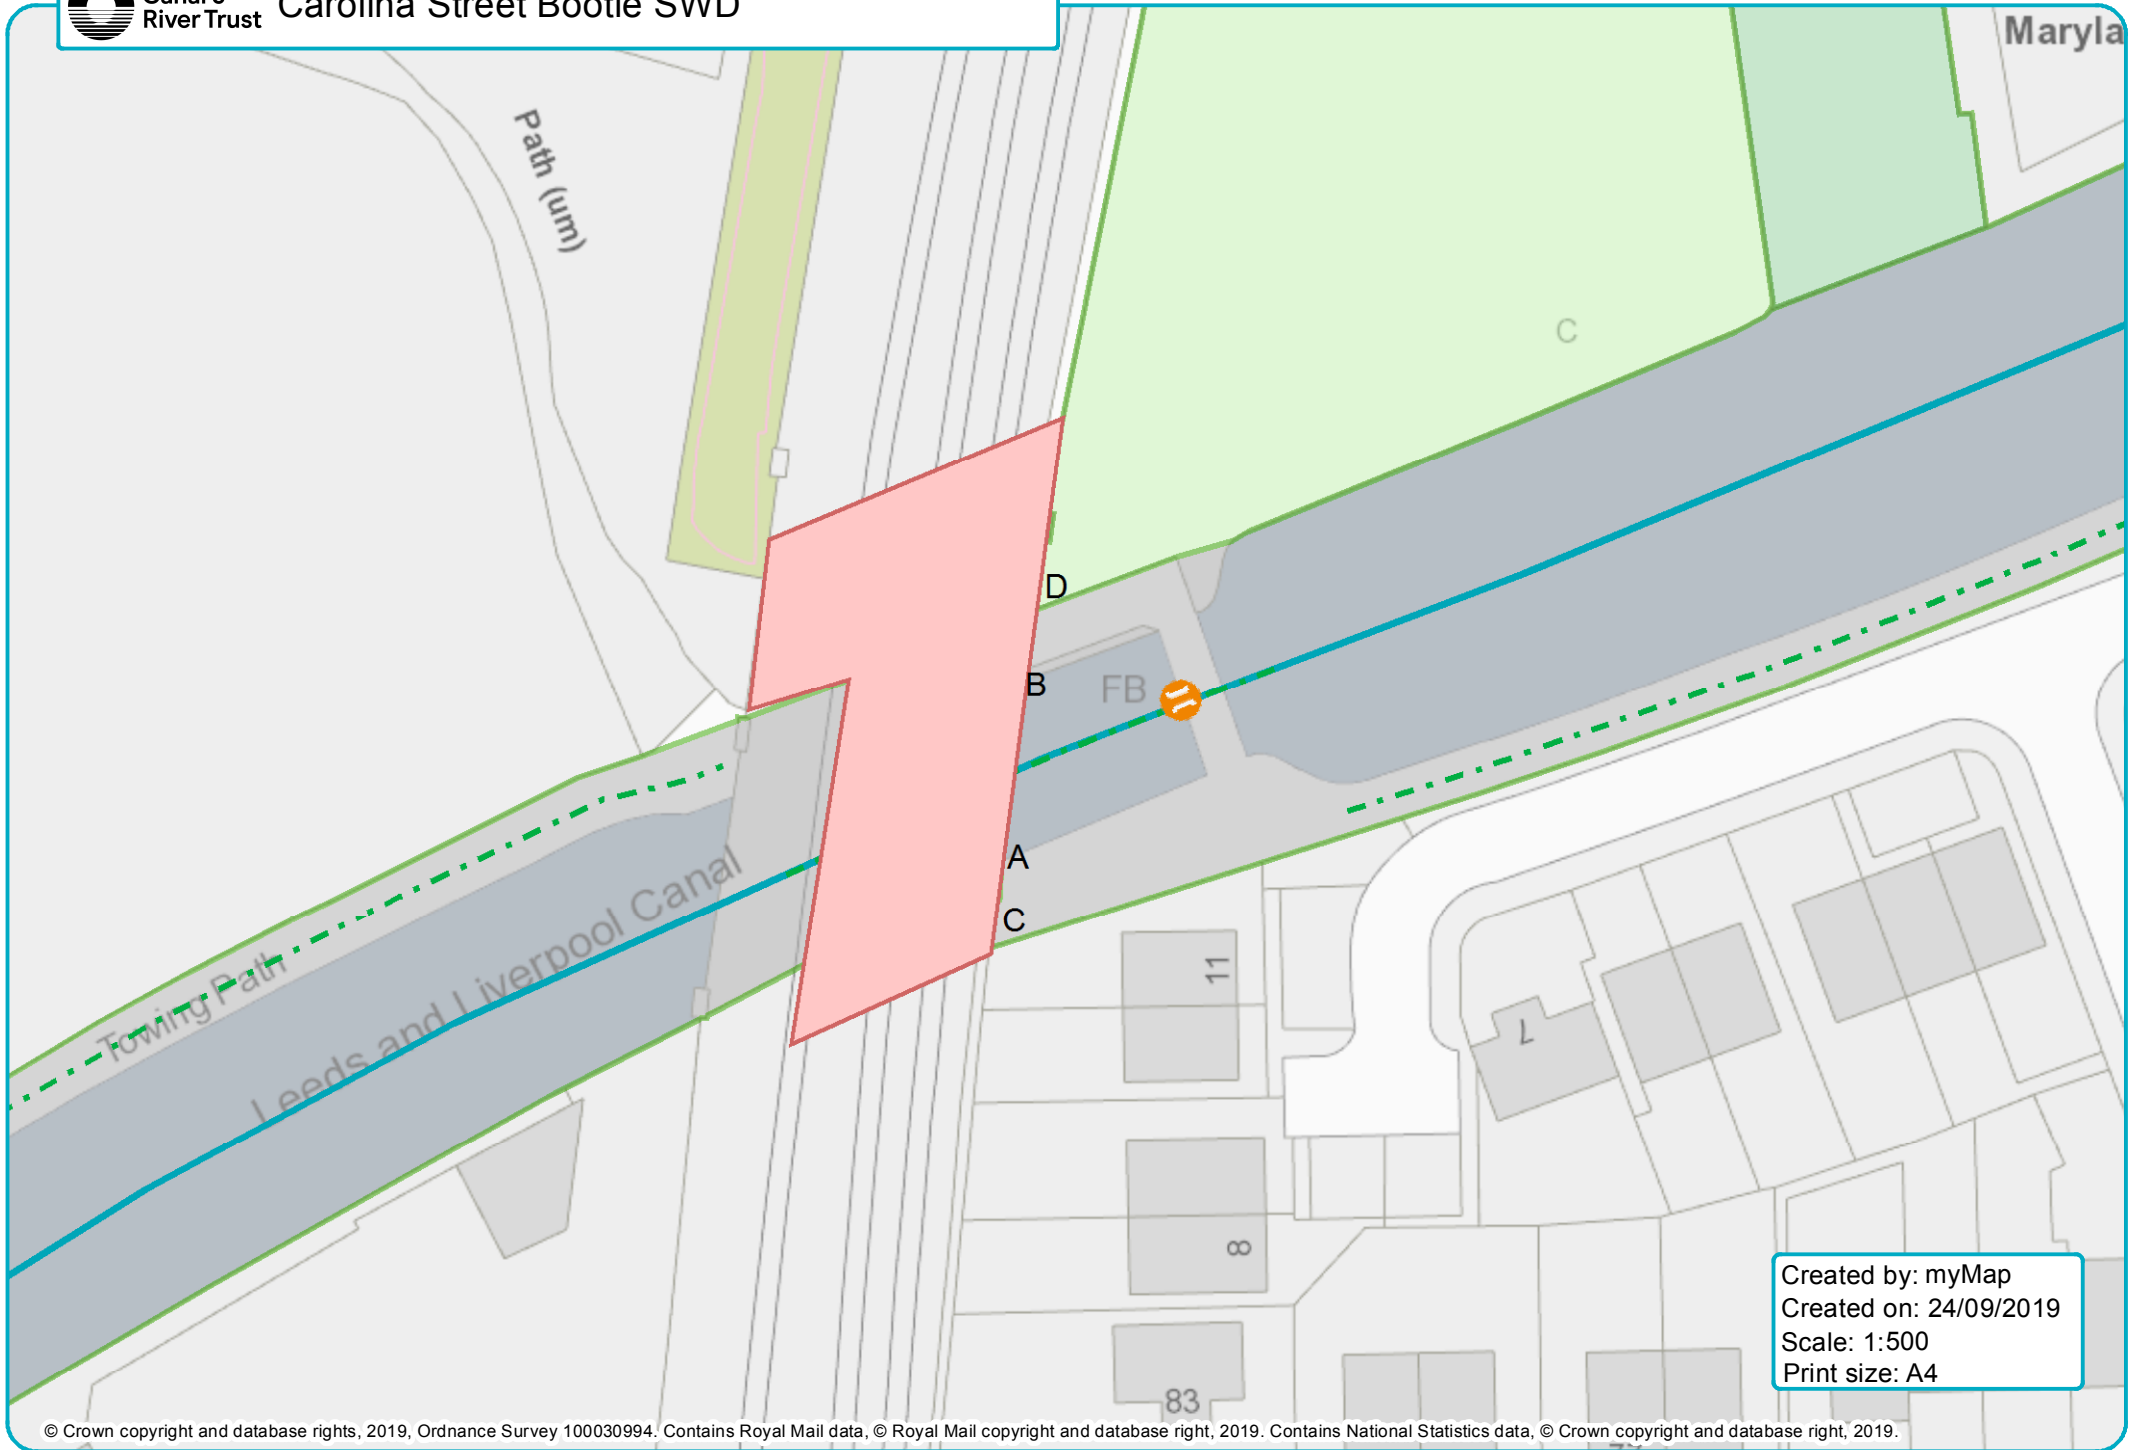 River Trust
Carolina Street Bootle SWD
Maryla
Path (um)
C
D
B
FB
A
C
Towing Path
Leeds and Liverpool Canal
11
7
8
83
Created by: myMap
Created on: 24/09/2019
Scale: 1:500
Print size: A4
© Crown copyright and database rights, 2019, Ordnance Survey 100030994. Contains Royal Mail data, © Royal Mail copyright and database right, 2019. Contains National Statistics data, © Crown copyright and database right, 2019.